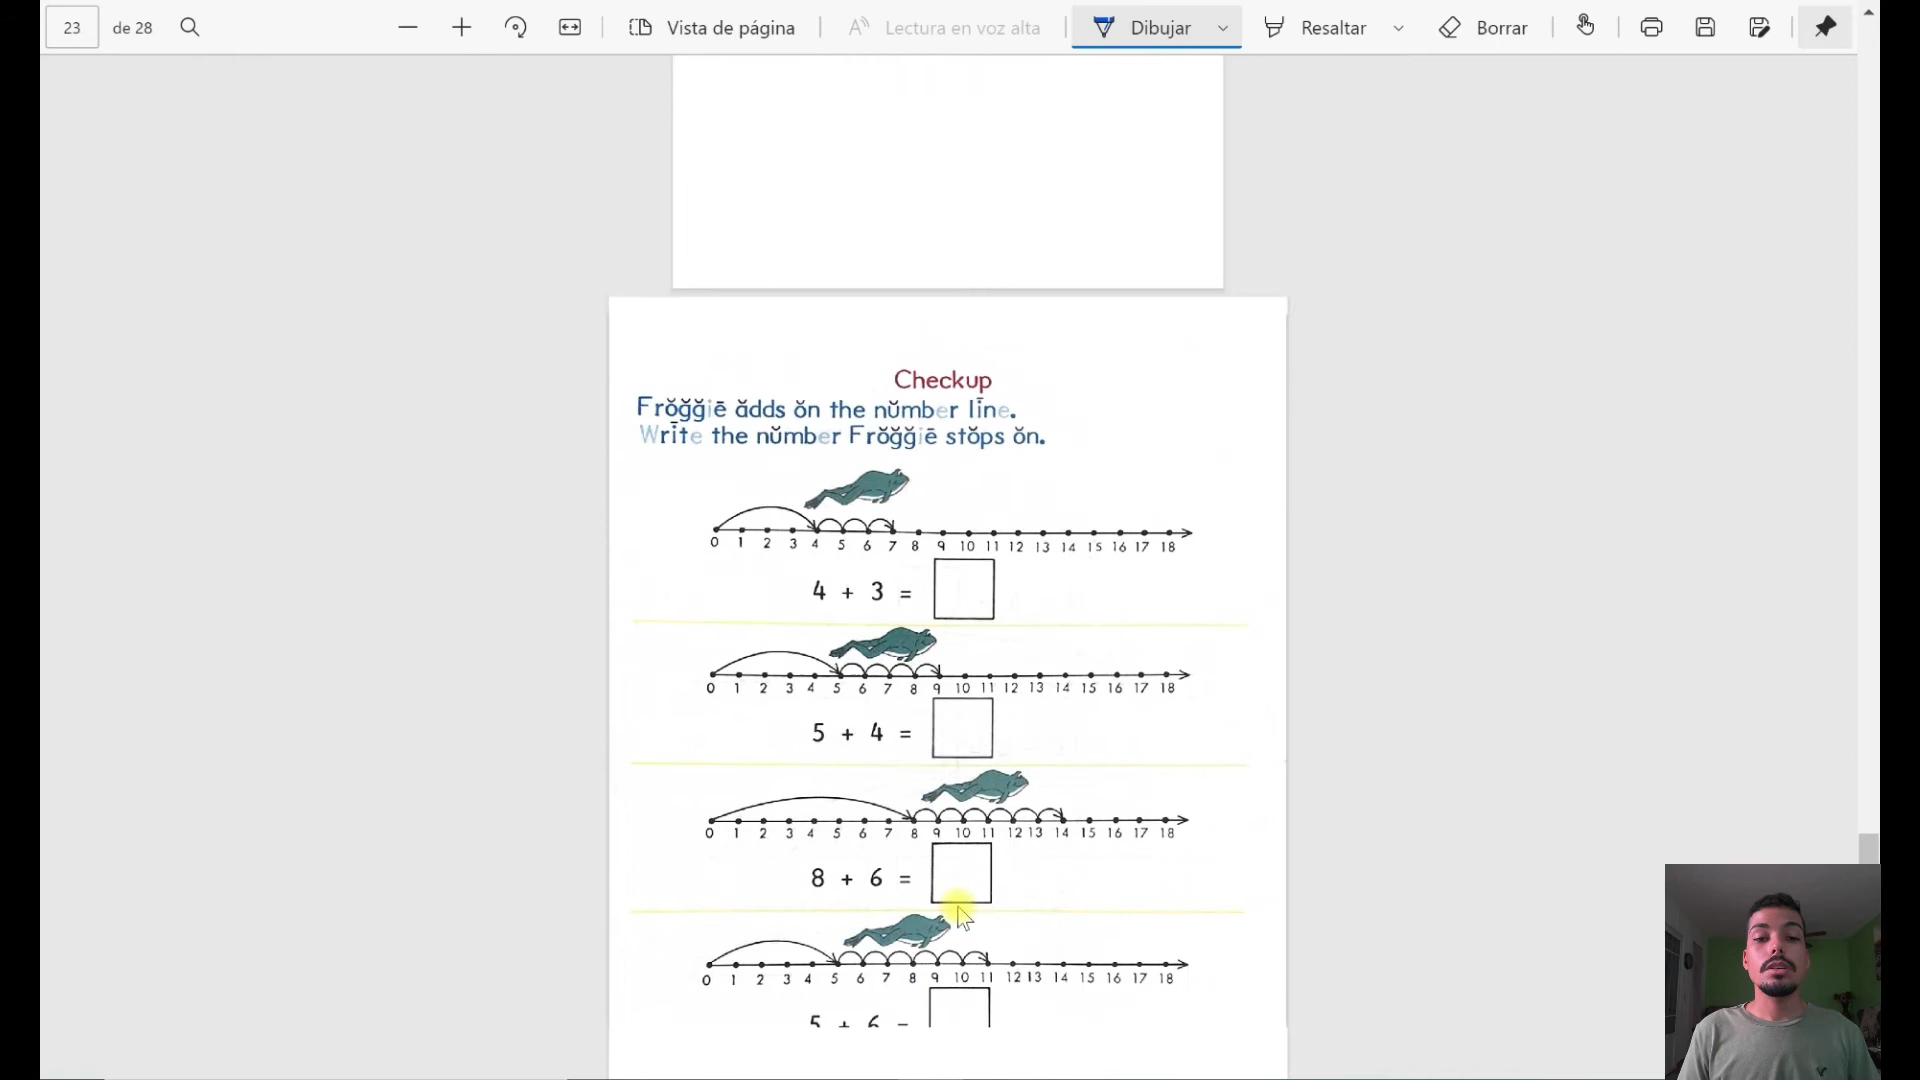 23 de 28 Vista de página Lectura en voz alta Dibujar Resaltar Borrar
Checkup
Frŏğğiē ădds ŏn the nŭmber līne.
Wrīte the nŭmber Frŏğğiē stŏps ŏn.
0 1 2 3 4 5 6 7 8 9 10 11 12 13 14 15 16 17 18
4 + 3 =
0 1 2 3 4 5 6 7 8 9 10 11 12 13 14 15 16 17 18
5 + 4 =
0 1 2 3 4 5 6 7 8 9 10 11 12 13 14 15 16 17 18
8 + 6 =
0 1 2 3 4 5 6 7 8 9 10 11 12 13 14 15 16 17 18
5 + 6 =